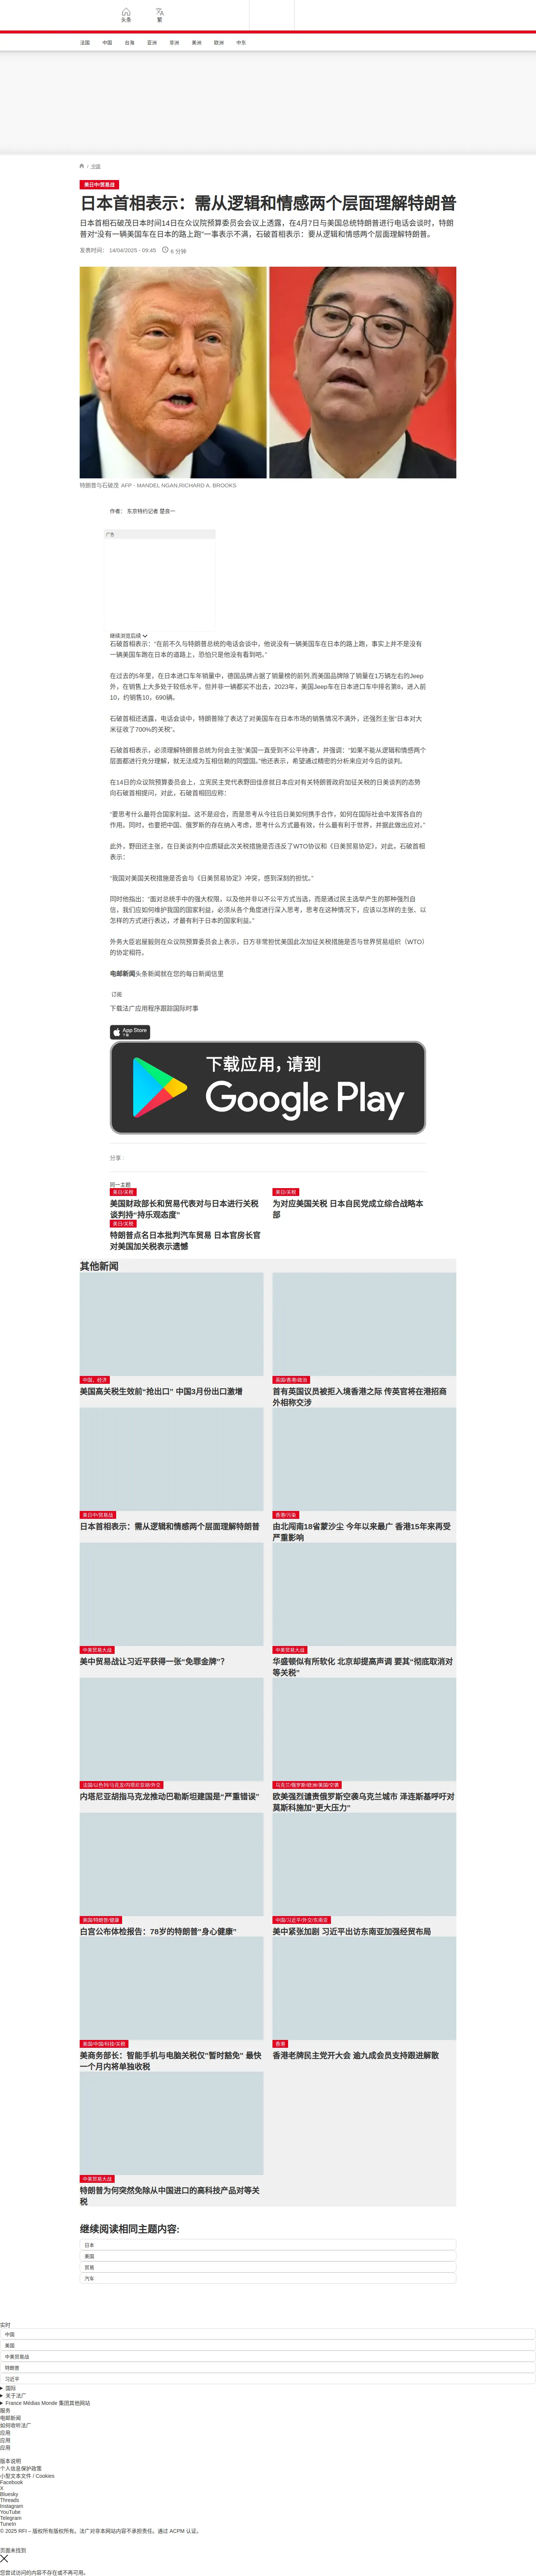 头条
繁
法国
中国
台海
亚洲
非洲
美洲
欧洲
中东
/ 中国
美日中/贸易战
日本首相表示：需从逻辑和情感两个层面理解特朗普
日本首相石破茂日本时间14日在众议院预算委员会会议上透露，在4月7日与美国总统特朗普进行电话会谈时，特朗
普对“没有一辆美国车在日本的路上跑”一事表示不满，石破首相表示：要从逻辑和情感两个层面理解特朗普。
发表时间： 14/04/2025 - 09:45
6 分钟
特朗普与石破茂 AFP - MANDEL NGAN,RICHARD A. BROOKS
作者： 东京特约记者 楚良一
广告
继续浏览后续
石破首相表示：“在前不久与特朗普总统的电话会谈中，他说没有一辆美国车在日本的路上跑，事实上并不是没有
一辆美国车跑在日本的道路上，恐怕只是他没有看到吧。”
在过去的5年里，在日本进口车年销量中，德国品牌占据了销量榜的前列,而美国品牌除了销量在1万辆左右的Jeep
外，在销售上大多处于较低水平。但并非一辆都买不出去，2023年，美国Jeep车在日本进口车中排名第8，进入前
10，约销售10，690辆。
石破首相还透露，电话会谈中，特朗普除了表达了对美国车在日本市场的销售情况不满外，还强烈主张“日本对大
米征收了700%的关税”。
石破首相表示，必须理解特朗普总统为何会主张“美国一直受到不公平待遇”，并强调：“如果不能从逻辑和情感两个
层面都进行充分理解，就无法成为互相信赖的同盟国。”他还表示，希望通过精密的分析来应对今后的谈判。
在14日的众议院预算委员会上，立宪民主党代表野田佳彦就日本应对有关特朗普政府加征关税的日美谈判的态势
向石破首相提问，对此，石破首相回应称：
“要思考什么最符合国家利益。这不是迎合，而是思考从今往后日美如何携手合作，如何在国际社会中发挥各自的
作用。同时，也要把中国、俄罗斯的存在纳入考虑，思考什么方式最有效，什么最有利于世界，并据此做出应对。”
此外，野田还主张，在日美谈判中应质疑此次关税措施是否违反了WTO协议和《日美贸易协定》，对此，石破首相
表示：
“我国对美国关税措施是否会与《日美贸易协定》冲突，感到深刻的担忧。”
同时他指出：“面对总统手中的强大权限，以及他并非以不公平方式当选，而是通过民主选举产生的那种强烈自
信，我们应如何维护我国的国家利益，必须从各个角度进行深入思考，思考在这种情况下，应该以怎样的主张、以
怎样的方式进行表达，才最有利于日本的国家利益。”
外务大臣岩屋毅则在众议院预算委员会上表示，日方非常担忧美国此次加征关税措施是否与世界贸易组织（WTO）
的协定相符。
电邮新闻头条新闻就在您的每日新闻信里
订阅
下载法广应用程序跟踪国际时事
App Store
下载应用，请到
Google Play
分享 :
同一主题
美日/关税
美国财政部长和贸易代表对与日本进行关税
谈判持“持乐观态度”
美日/关税
为对应美国关税 日本自民党成立综合战略本
部
美日/关税
特朗普点名日本批判汽车贸易 日本官房长官
对美国加关税表示遗憾
其他新闻
中国、经济
美国高关税生效前“抢出口” 中国3月份出口激增
英国/香港/政治
首有英国议员被拒入境香港之际 传英官将在港招商
外相称交涉
美日中/贸易战
日本首相表示：需从逻辑和情感两个层面理解特朗普
香港/污染
由北闯南18省蒙沙尘 今年以来最广 香港15年来再受
严重影响
中美贸易大战
美中贸易战让习近平获得一张“免罪金牌”？
中美贸易大战
华盛顿似有所软化 北京却提高声调 要其“彻底取消对
等关税”
法国/以色列/马克龙/内塔尼亚胡/外交
内塔尼亚胡指马克龙推动巴勒斯坦建国是“严重错误”
乌克兰/俄罗斯/欧洲/美国/空袭
欧美强烈谴责俄罗斯空袭乌克兰城市 泽连斯基呼吁对
莫斯科施加“更大压力”
美国/特朗普/健康
白宫公布体检报告：78岁的特朗普"身心健康"
中国/习近平/外交/东南亚
美中紧张加剧 习近平出访东南亚加强经贸布局
美国/中国/科技/关税
美商务部长：智能手机与电脑关税仅"暂时豁免" 最快
一个月内将单独收税
香港
香港老牌民主党开大会 逾九成会员支持跟进解散
中美贸易大战
特朗普为何突然免除从中国进口的高科技产品对等关
税
继续阅读相同主题内容:
日本
美国
贸易
汽车
实时
中国
美国
中美贸易战
特朗普
习近平
国际
关于法广
France Médias Monde 集团其他网站
服务
电邮新闻
如何收听法广
应用
应用
应用
版本说明
个人信息保护政策
小型文本文件 / Cookies
Facebook
X
Bluesky
Threads
Instagram
YouTube
Telegram
TuneIn
© 2025 RFI – 版权所有版权所有。法广对非本网站内容不承担责任。通过 ACPM 认证。
页面未找到
您尝试访问的内容不存在或不再可用。